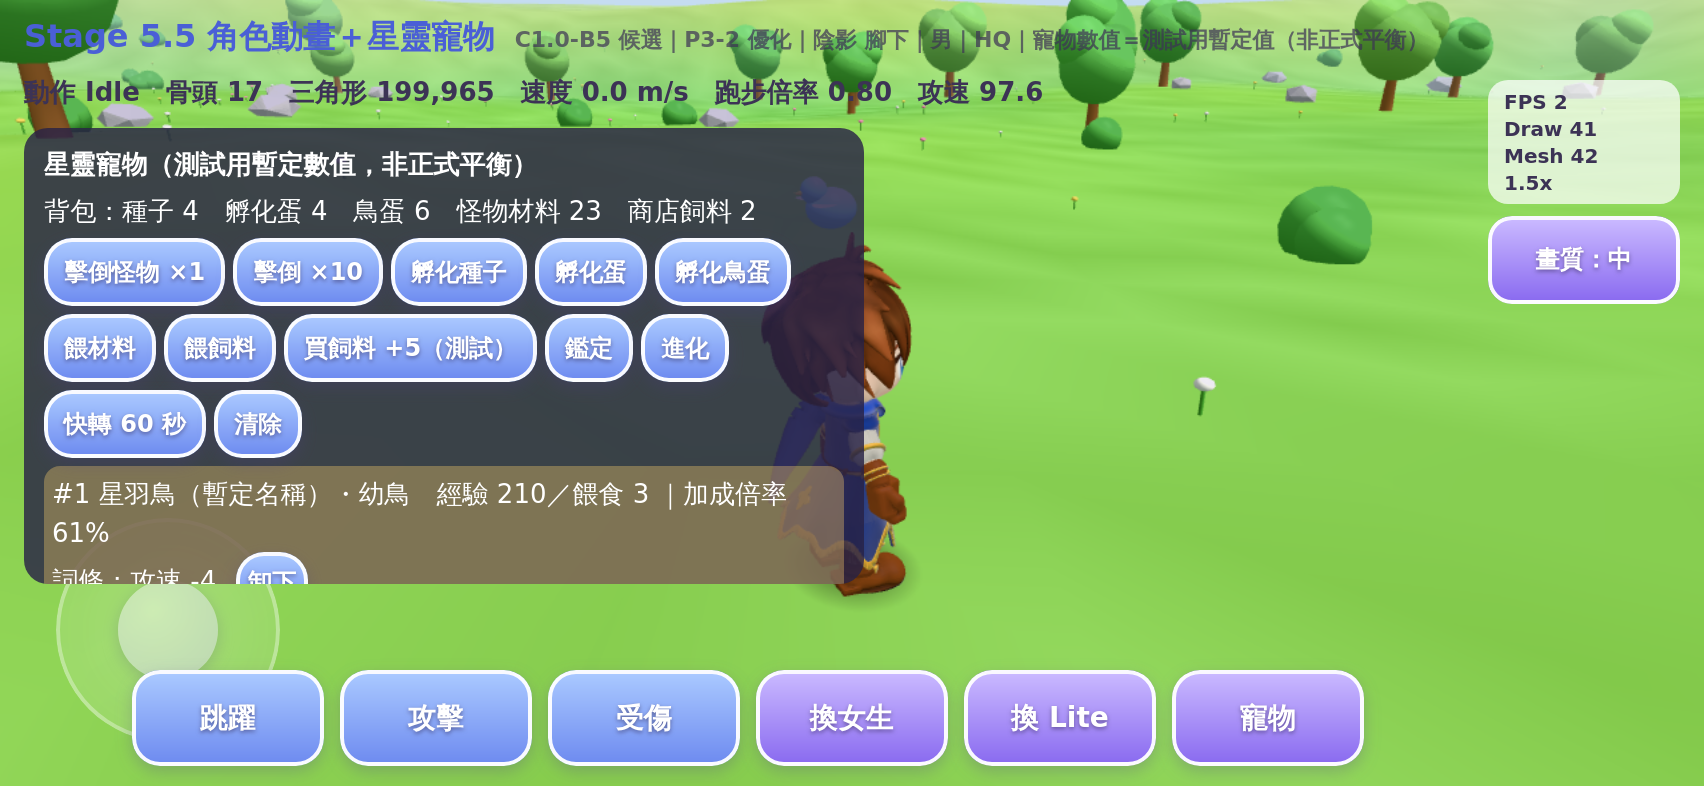 Stage 5.5 角色動畫+星靈寵物 C1.0-B5 候選｜P3-2 優化｜陰影 腳下｜男｜HQ｜寵物數值=測試用暫定值（非正式平衡）
動作 Idle 骨頭 17 三角形 199,965 速度 0.0 m/s 跑步倍率 0.80 攻速 97.6
FPS 2
Draw 41
Mesh 42
1.5x
畫質：中
星靈寵物（測試用暫定數值，非正式平衡）
背包：種子 4 孵化蛋 4 鳥蛋 6 怪物材料 23 商店飼料 2
擊倒怪物 ×1 擊倒 ×10 孵化種子 孵化蛋 孵化鳥蛋
餵材料 餵飼料 買飼料 +5（測試） 鑑定 進化
快轉 60 秒 清除
#1 星羽鳥（暫定名稱）・幼鳥 經驗 210／餵食 3 ｜加成倍率
61%
詞條：攻速 -4 卸下
跳躍 攻擊 受傷 換女生 換 Lite 寵物